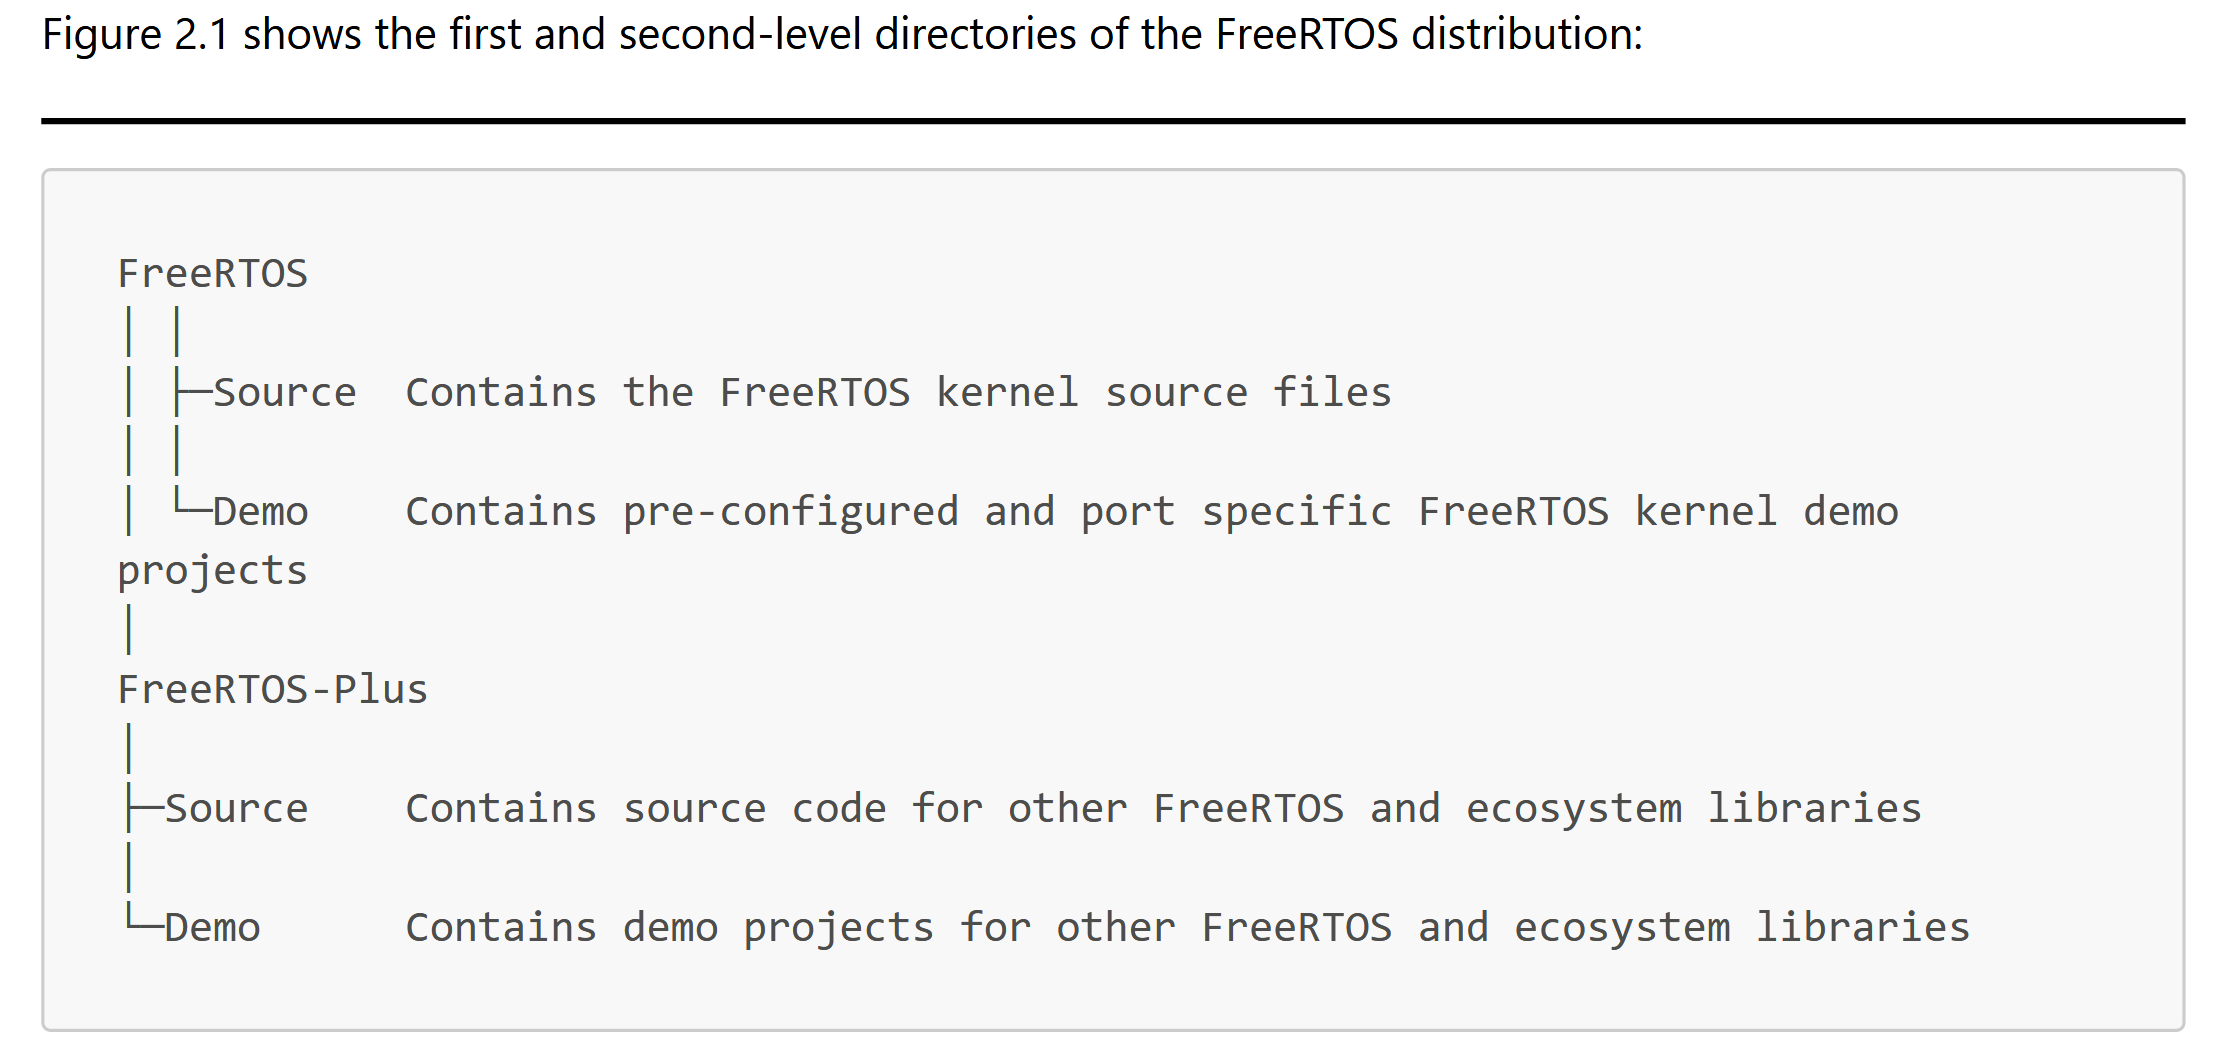 Figure 2.1 shows the first and second-level directories of the FreeRTOS distribution:
FreeRTOS
│ │
│ ├─Source  Contains the FreeRTOS kernel source files
│ │
│ └─Demo    Contains pre-configured and port specific FreeRTOS kernel demo
projects
│
FreeRTOS-Plus
│
├─Source    Contains source code for other FreeRTOS and ecosystem libraries
│
└─Demo      Contains demo projects for other FreeRTOS and ecosystem libraries